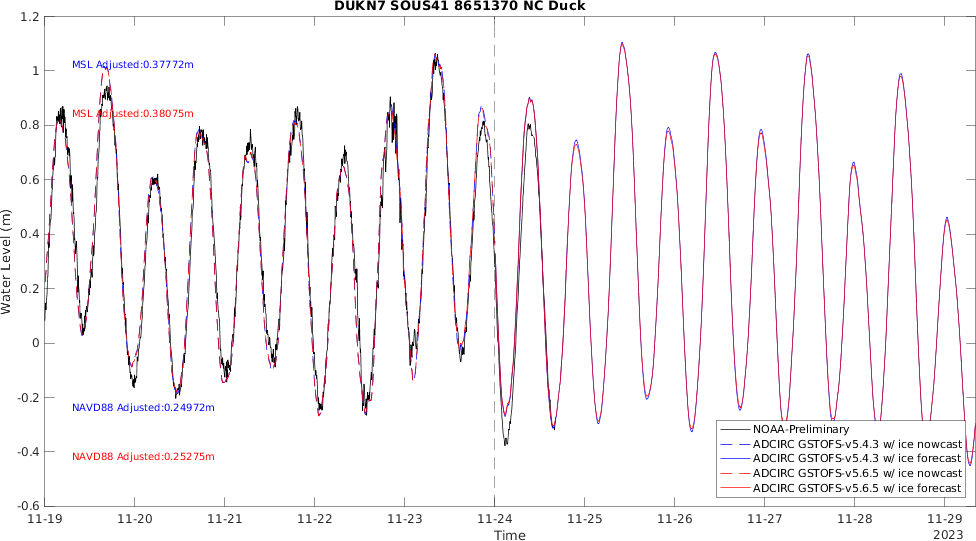 DUKN7 SOUS41 8651370 NC Duck
1.2
1
0.8
0.6
0.4
0.2
0
-0.2
-0.4
-0.6
Water Level (m)
MSL Adjusted:0.37772m
MSL Adjusted:0.38075m
NAVD88 Adjusted:0.24972m
NAVD88 Adjusted:0.25275m
NOAA-Preliminary
ADCIRC GSTOFS-v5.4.3 w/ ice nowcast
ADCIRC GSTOFS-v5.4.3 w/ ice forecast
ADCIRC GSTOFS-v5.6.5 w/ ice nowcast
ADCIRC GSTOFS-v5.6.5 w/ ice forecast
11-19 11-20 11-21 11-22 11-23 11-24 11-25 11-26 11-27 11-28 11-29
2023
Time